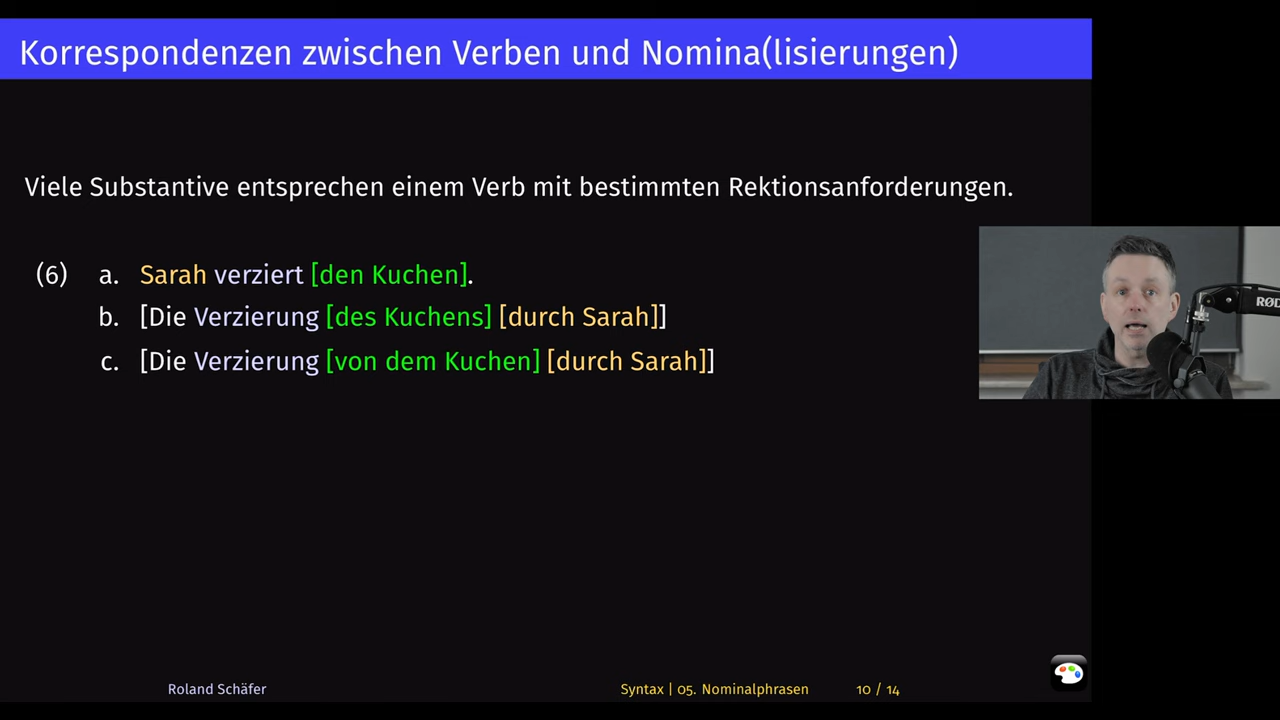 Korrespondenzen zwischen Verben und Nomina(lisierungen)
Viele Substantive entsprechen einem Verb mit bestimmten Rektionsanforderungen.
(6) a. Sarah verziert [den Kuchen].
b. [Die Verzierung [des Kuchens] [durch Sarah]]
c. [Die Verzierung [von dem Kuchen] [durch Sarah]]
RØD
Roland Schäfer Syntax | 05. Nominalphrasen 10 / 14